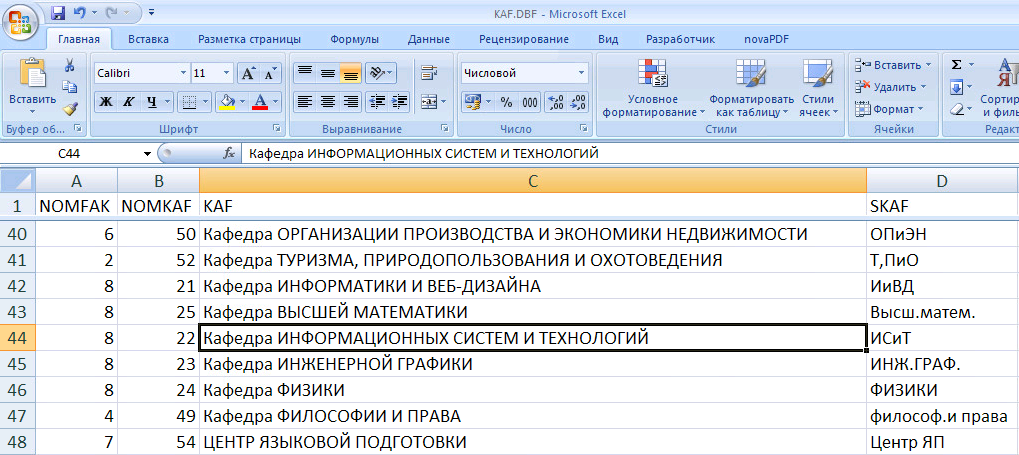 KAF.DBF - Microsoft Excel
Главная Вставка Разметка страницы Формулы Данные Рецензирование Вид Разработчик novaPDF
Calibri 11 Числовой Вставить Σ
Вставить Условное форматирование Форматировать как таблицу Стили ячеек Удалить
Ж К Ч % 000 Формат
Буфер об... Шрифт Выравнивание Число Стили Ячейки
C44 fx Кафедра ИНФОРМАЦИОННЫХ СИСТЕМ И ТЕХНОЛОГИЙ
A B C D
1 NOMFAK NOMKAF KAF SKAF
40 6 50 Кафедра ОРГАНИЗАЦИИ ПРОИЗВОДСТВА И ЭКОНОМИКИ НЕДВИЖИМОСТИ ОПиЭН
41 2 52 Кафедра ТУРИЗМА, ПРИРОДОПОЛЬЗОВАНИЯ И ОХОТОВЕДЕНИЯ Т,ПиО
42 8 21 Кафедра ИНФОРМАТИКИ И ВЕБ-ДИЗАЙНА ИиВД
43 8 25 Кафедра ВЫСШЕЙ МАТЕМАТИКИ Высш.матем.
44 8 22 Кафедра ИНФОРМАЦИОННЫХ СИСТЕМ И ТЕХНОЛОГИЙ ИСиТ
45 8 23 Кафедра ИНЖЕНЕРНОЙ ГРАФИКИ ИНЖ.ГРАФ.
46 8 24 Кафедра ФИЗИКИ ФИЗИКИ
47 4 49 Кафедра ФИЛОСОФИИ И ПРАВА философ.и права
48 7 54 ЦЕНТР ЯЗЫКОВОЙ ПОДГОТОВКИ Центр ЯП